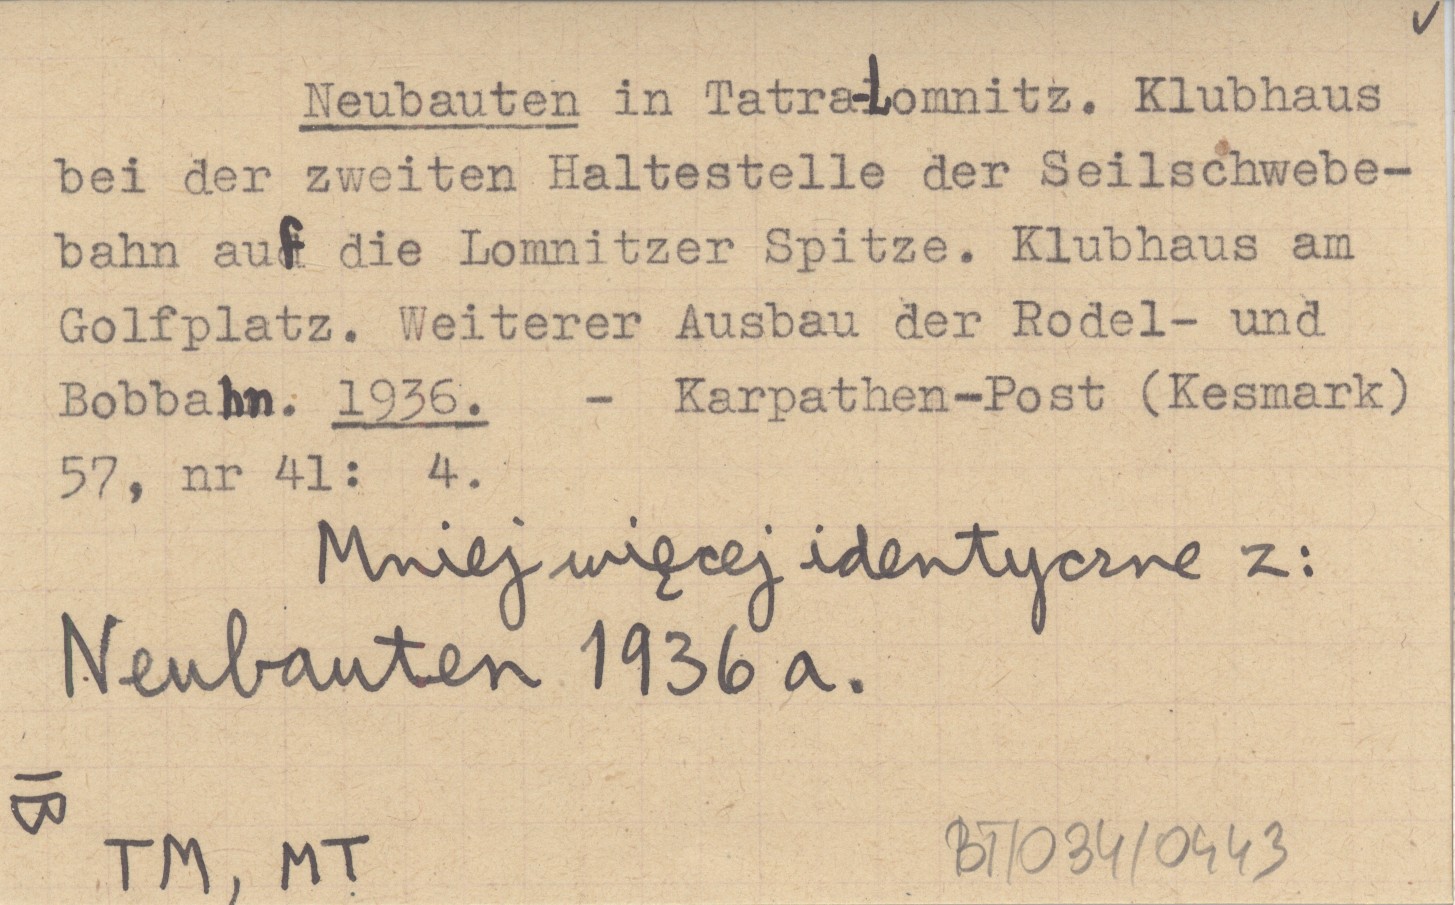 Neubauten in Tatra-Lomnitz. Klubhaus
bei der zweiten Haltestelle der Seilschwebe-
bahn auf die Lomnitzer Spitze. Klubhaus am
Golfplatz. Weiterer Ausbau der Rodel- und
Bobbahn. 1936. - Karpathen-Post (Kesmark)
57, nr 41: 4.
Mniej więcej identyczne z:
Neubauten 1936 a.
TM, MT
BT/034/0443